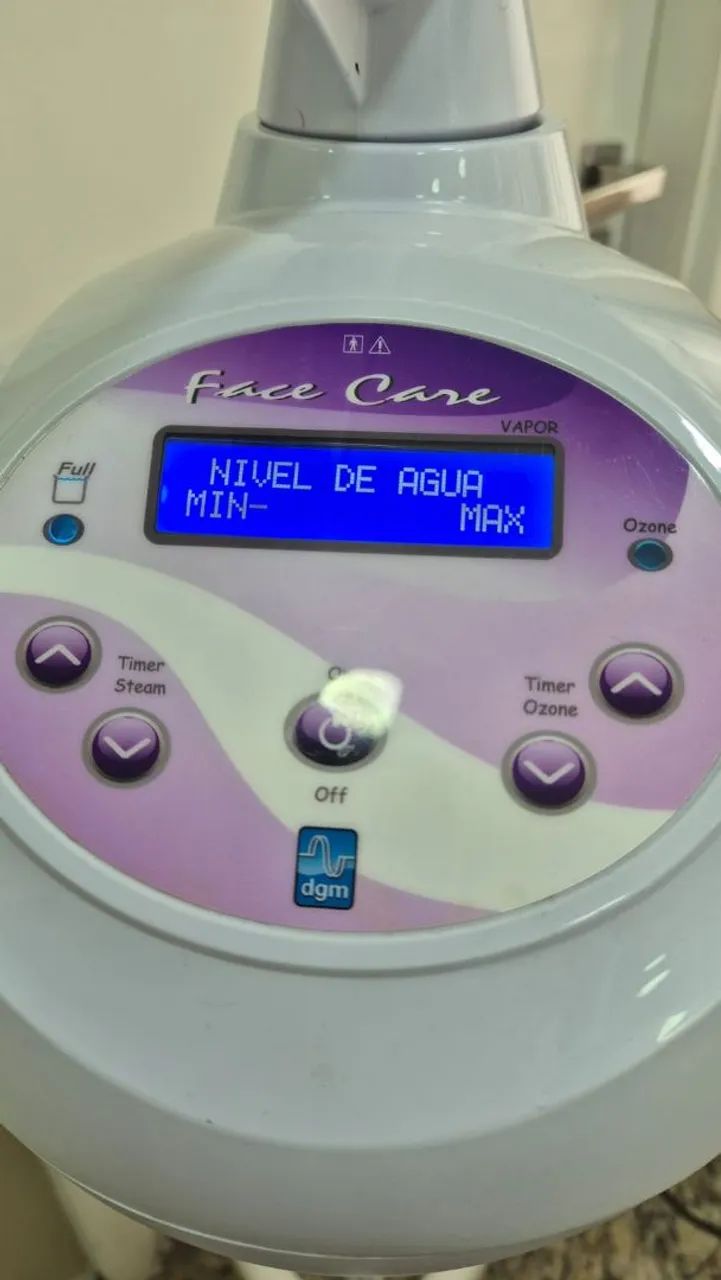 Face Care
VAPOR
Full
NIVEL DE AGUA
MIN- MAX
Ozone
Timer
Steam
Timer
Ozone
Off
dgm